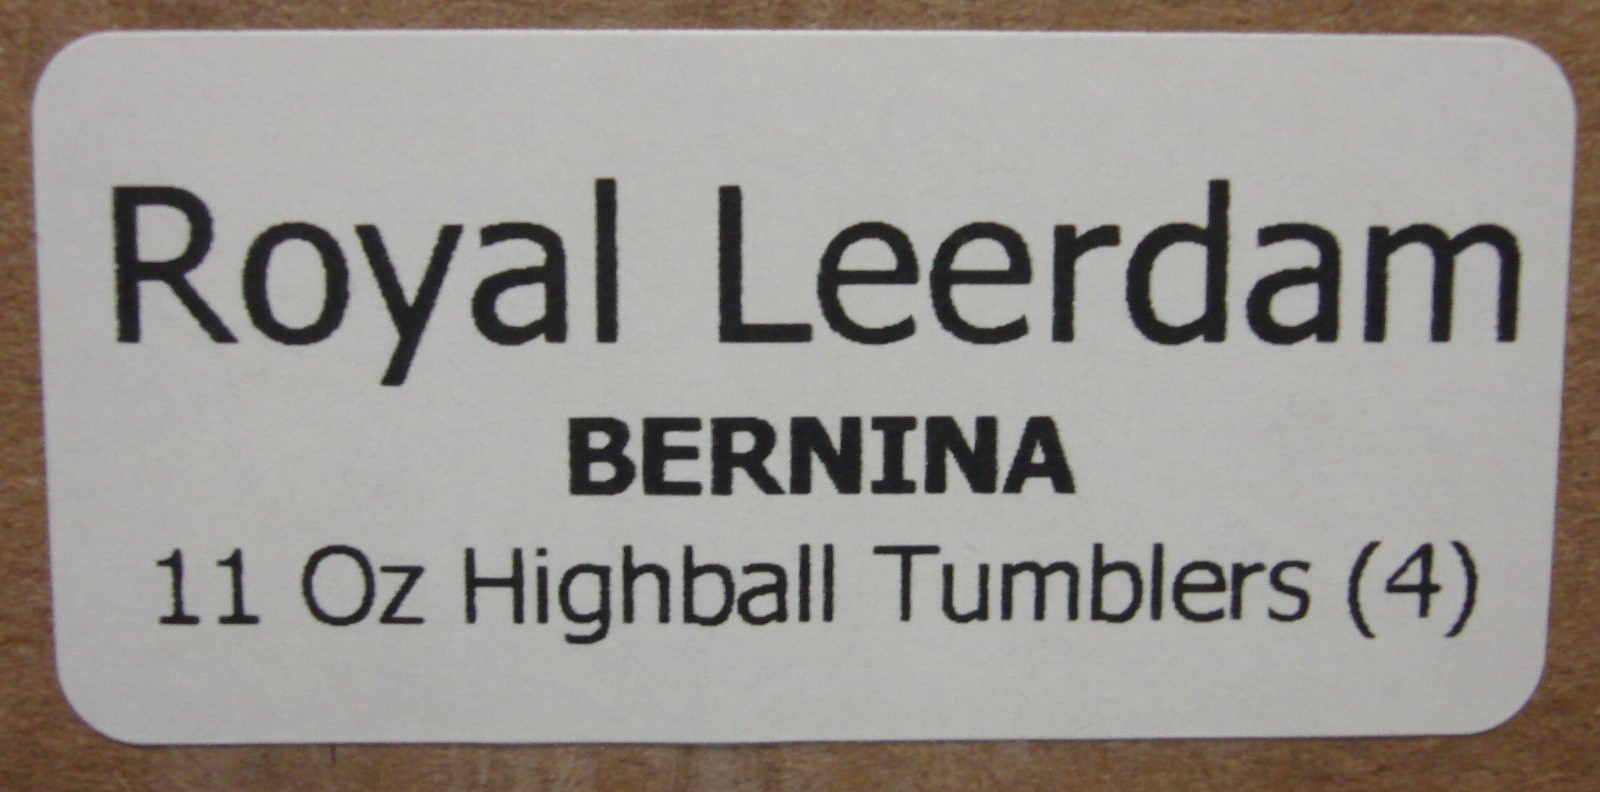 Royal Leerdam
BERNINA
11 Oz Highball Tumblers (4)